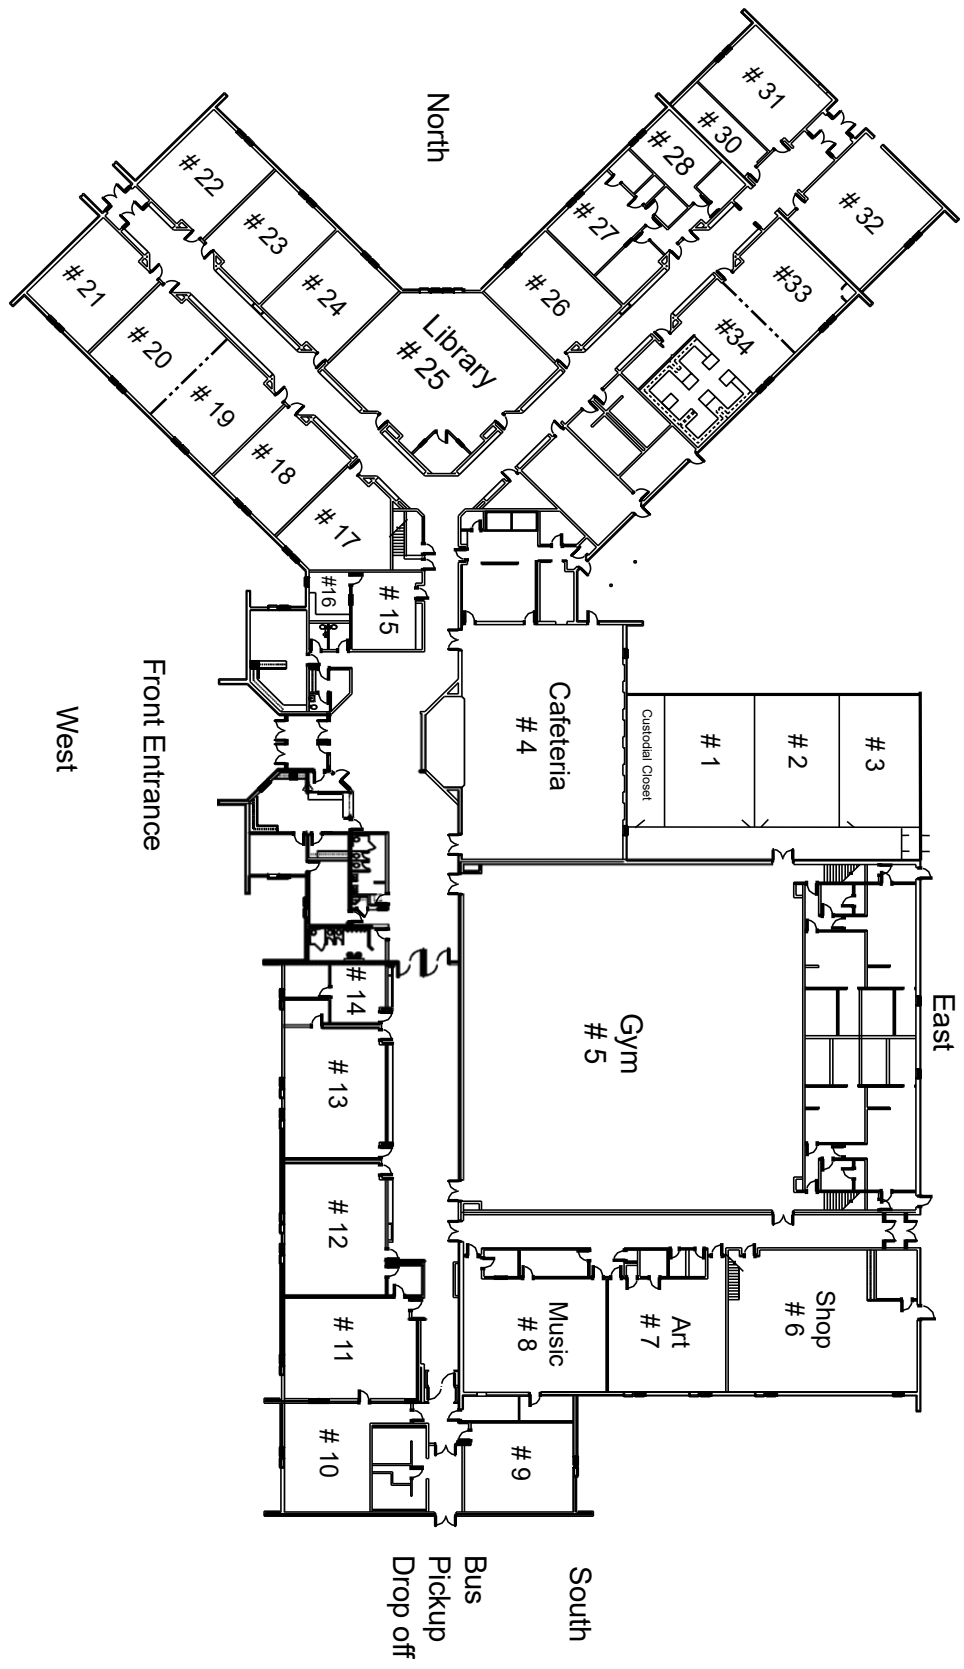 North
# 31
# 30
# 28
# 27
# 26
# 32
#33
#34
# 22
# 23
# 24
# 21
# 20
# 19
# 18
# 17
Library
# 25
#16
# 15
Front Entrance
West
Cafeteria
# 4
Custodial Closet
# 1
# 2
# 3
East
Gym
# 5
# 14
# 13
# 12
# 11
# 10
Shop
# 6
Art
# 7
Music
# 8
# 9
South
Bus
Pickup
Drop off